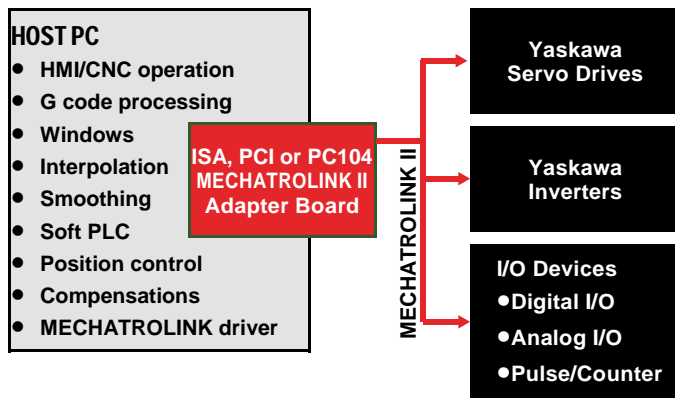 HOST PC
● HMI/CNC operation
● G code processing
● Windows
● Interpolation
● Smoothing
● Soft PLC
● Position control
● Compensations
● MECHATROLINK driver
ISA, PCI or PC104
MECHATROLINK II
Adapter Board
MECHATROLINK II
Yaskawa
Servo Drives
Yaskawa
Inverters
I/O Devices
●Digital I/O
●Analog I/O
●Pulse/Counter